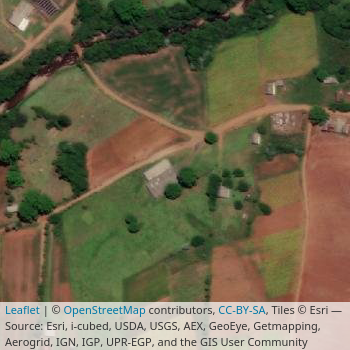 Leaflet | © OpenStreetMap contributors, CC-BY-SA, Tiles © Esri —
Source: Esri, i-cubed, USDA, USGS, AEX, GeoEye, Getmapping,
Aerogrid, IGN, IGP, UPR-EGP, and the GIS User Community